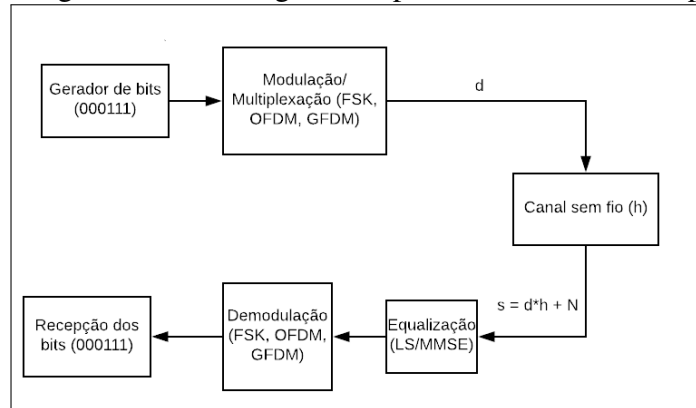 Gerador de bits
(000111)
Modulação/
Multiplexação (FSK,
OFDM, GFDM)
d
Canal sem fio (h)
s = d*h + N
Equalização
(LS/MMSE)
Demodulação
(FSK, OFDM,
GFDM)
Recepção dos
bits (000111)